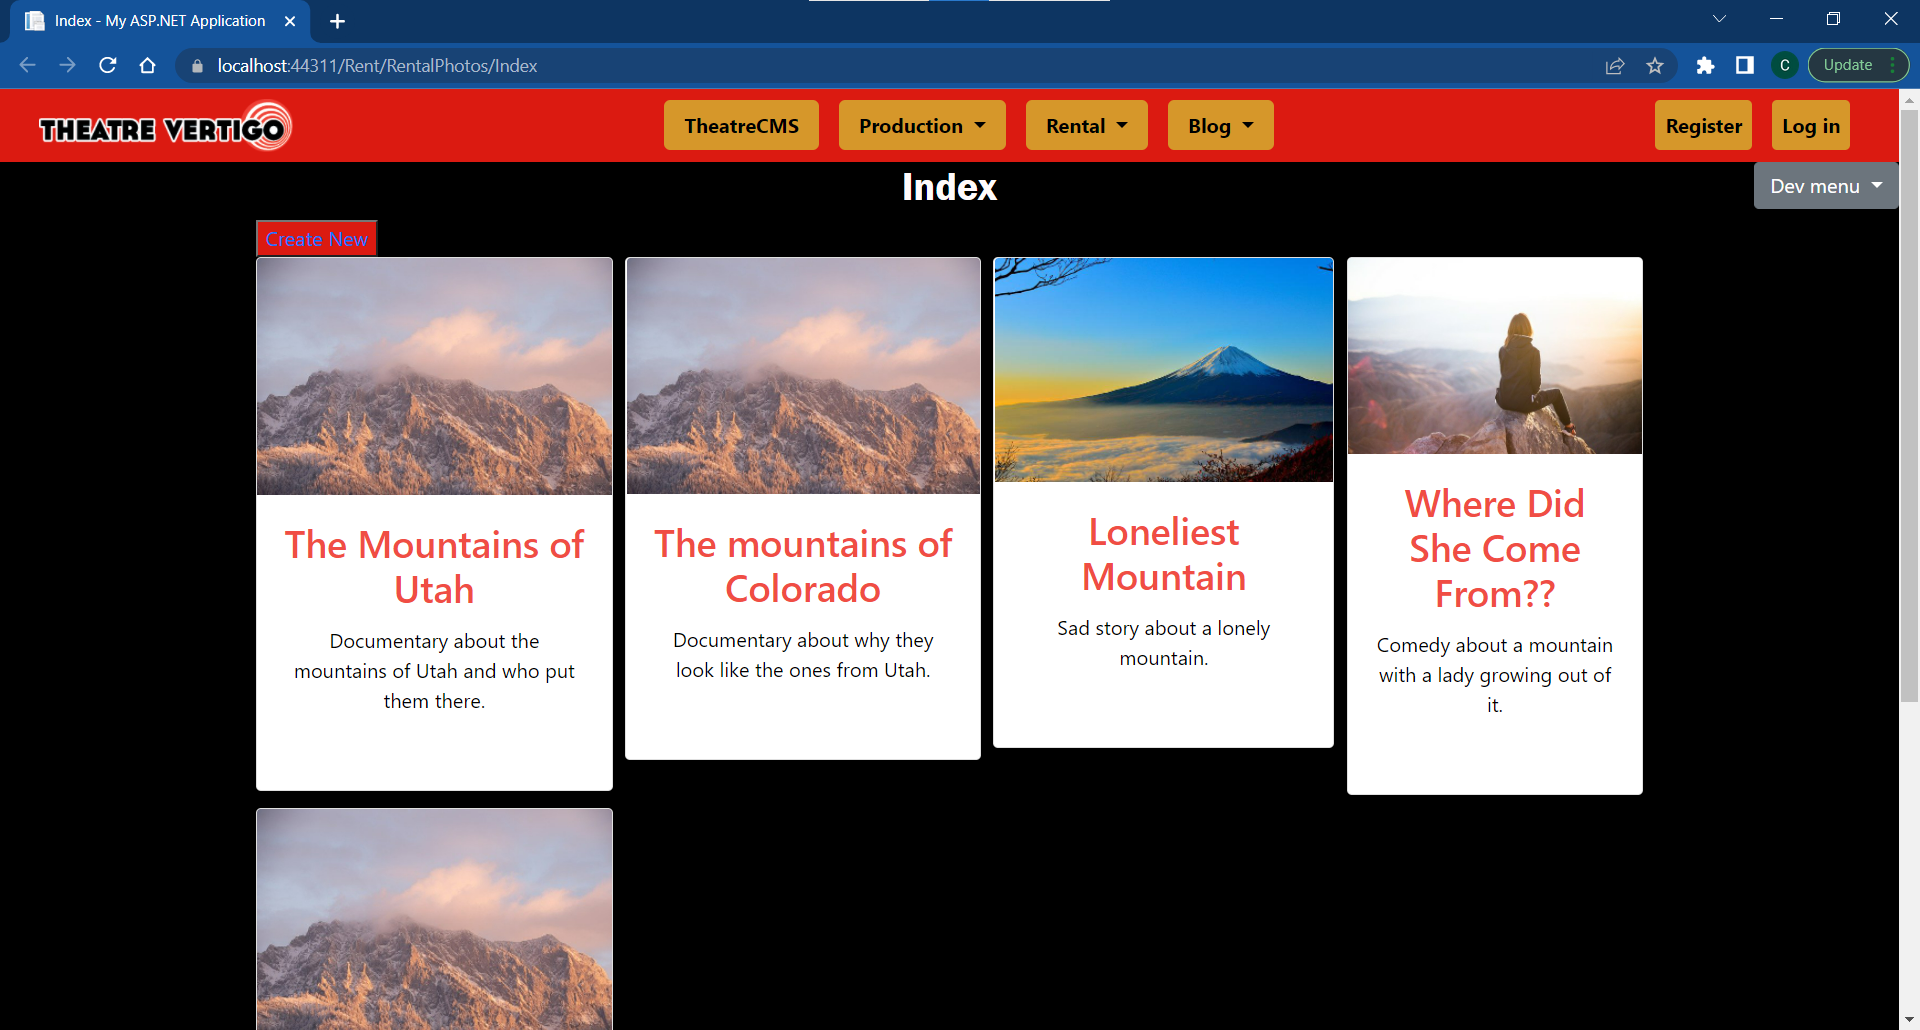 Index - My ASP.NET Application
localhost:44311/Rent/RentalPhotos/Index
C
Update
THEATRE VERTIGO
TheatreCMS
Production
Rental
Blog
Register
Log in
Index
Dev menu
Create New
The Mountains of
Utah
Documentary about the
mountains of Utah and who put
them there.
The mountains of
Colorado
Documentary about why they
look like the ones from Utah.
Loneliest
Mountain
Sad story about a lonely
mountain.
Where Did
She Come
From??
Comedy about a mountain
with a lady growing out of
it.